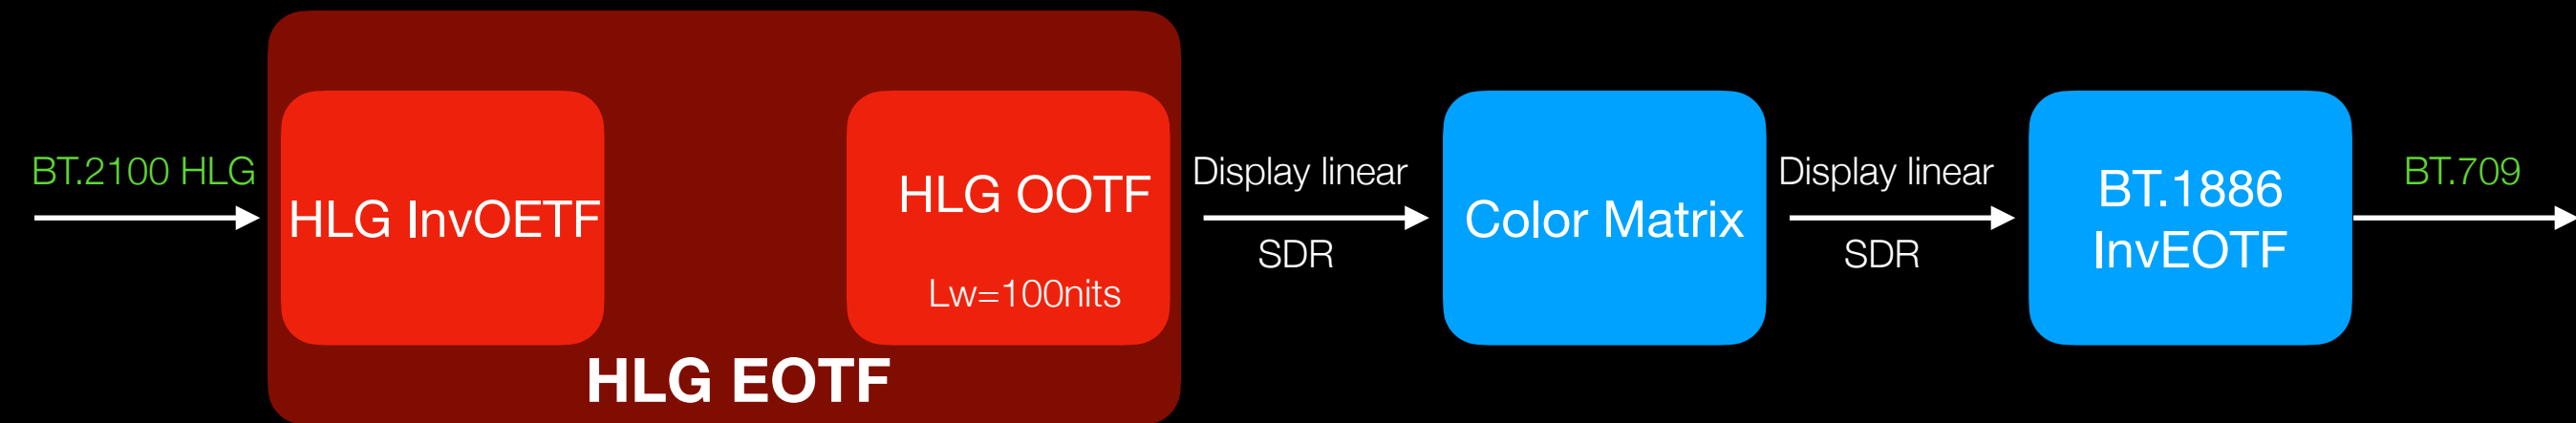 BT.2100 HLG
HLG InvOETF
HLG OOTF
Lw=100nits
HLG EOTF
Display linear
SDR
Color Matrix
Display linear
SDR
BT.1886
InvEOTF
BT.709